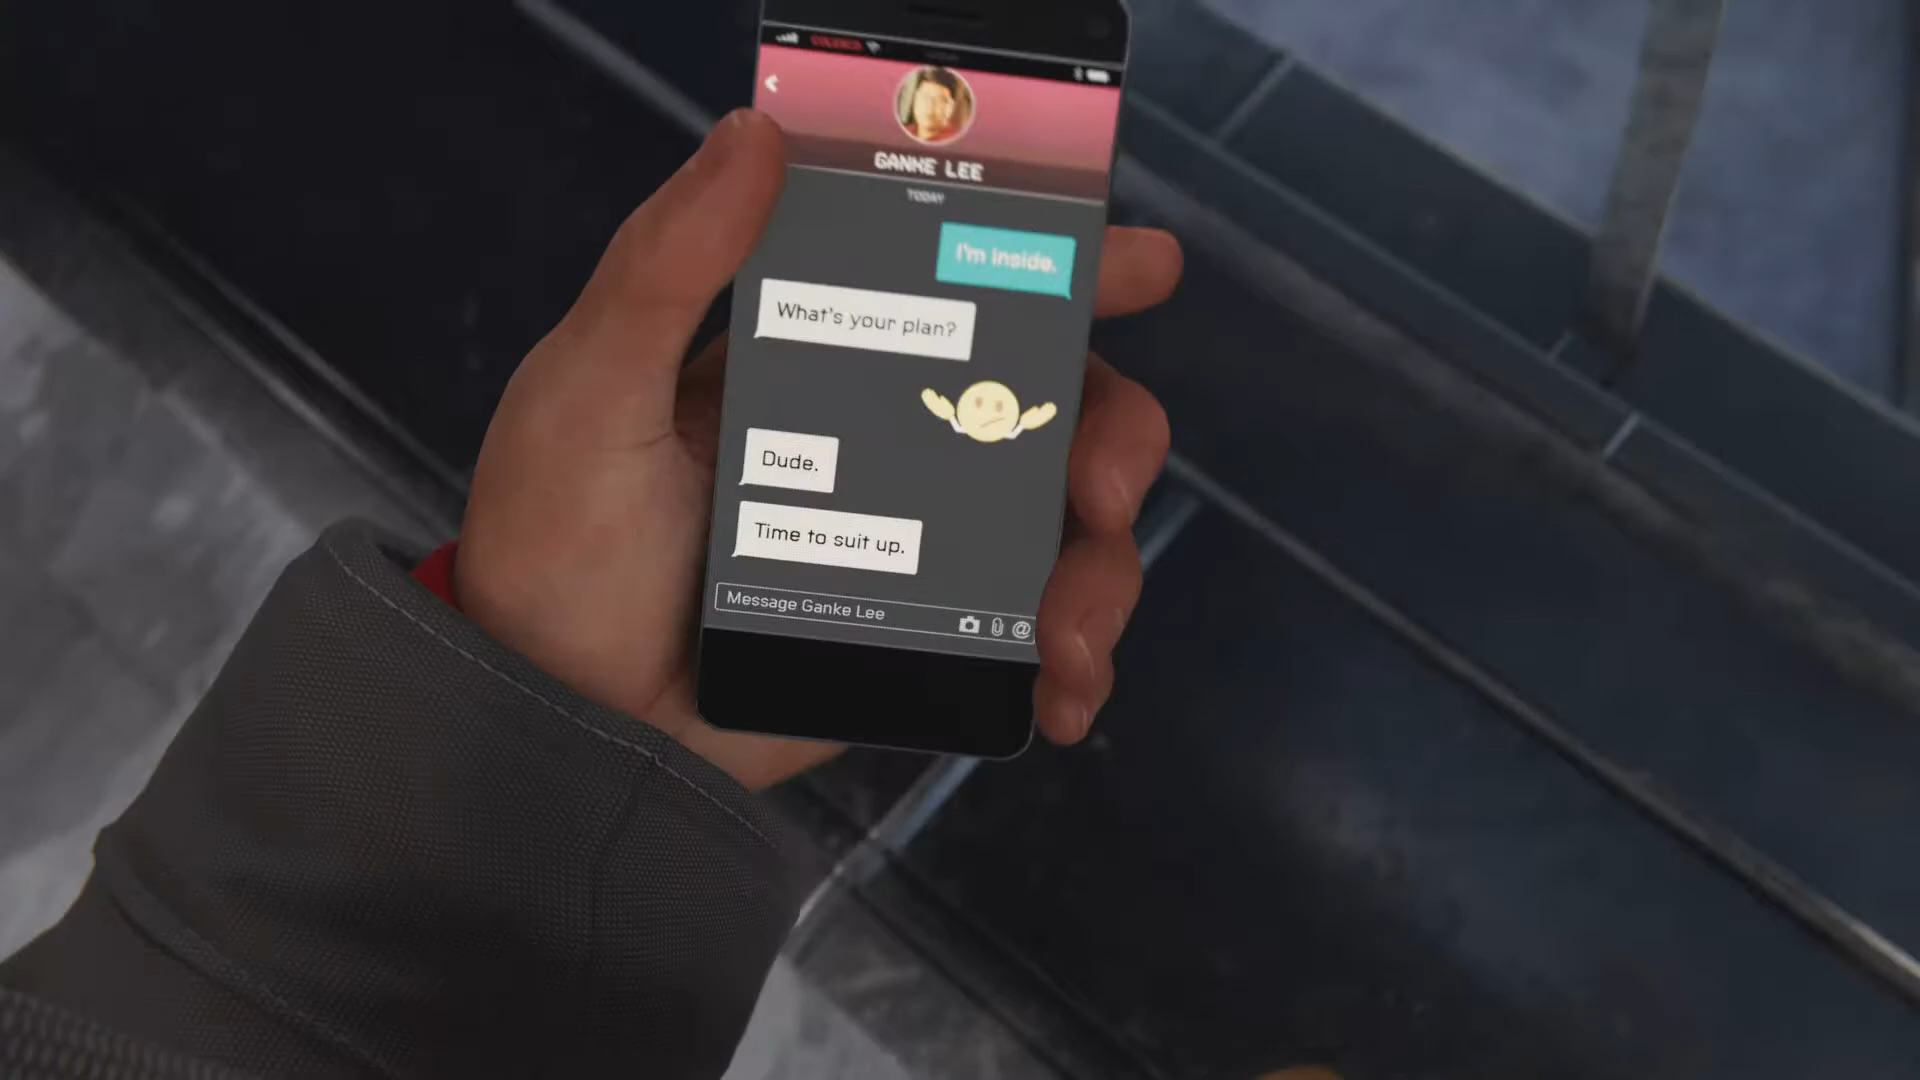 GANKE LEE
TODAY
I'm inside.
What's your plan?
Dude.
Time to suit up.
Message Ganke Lee